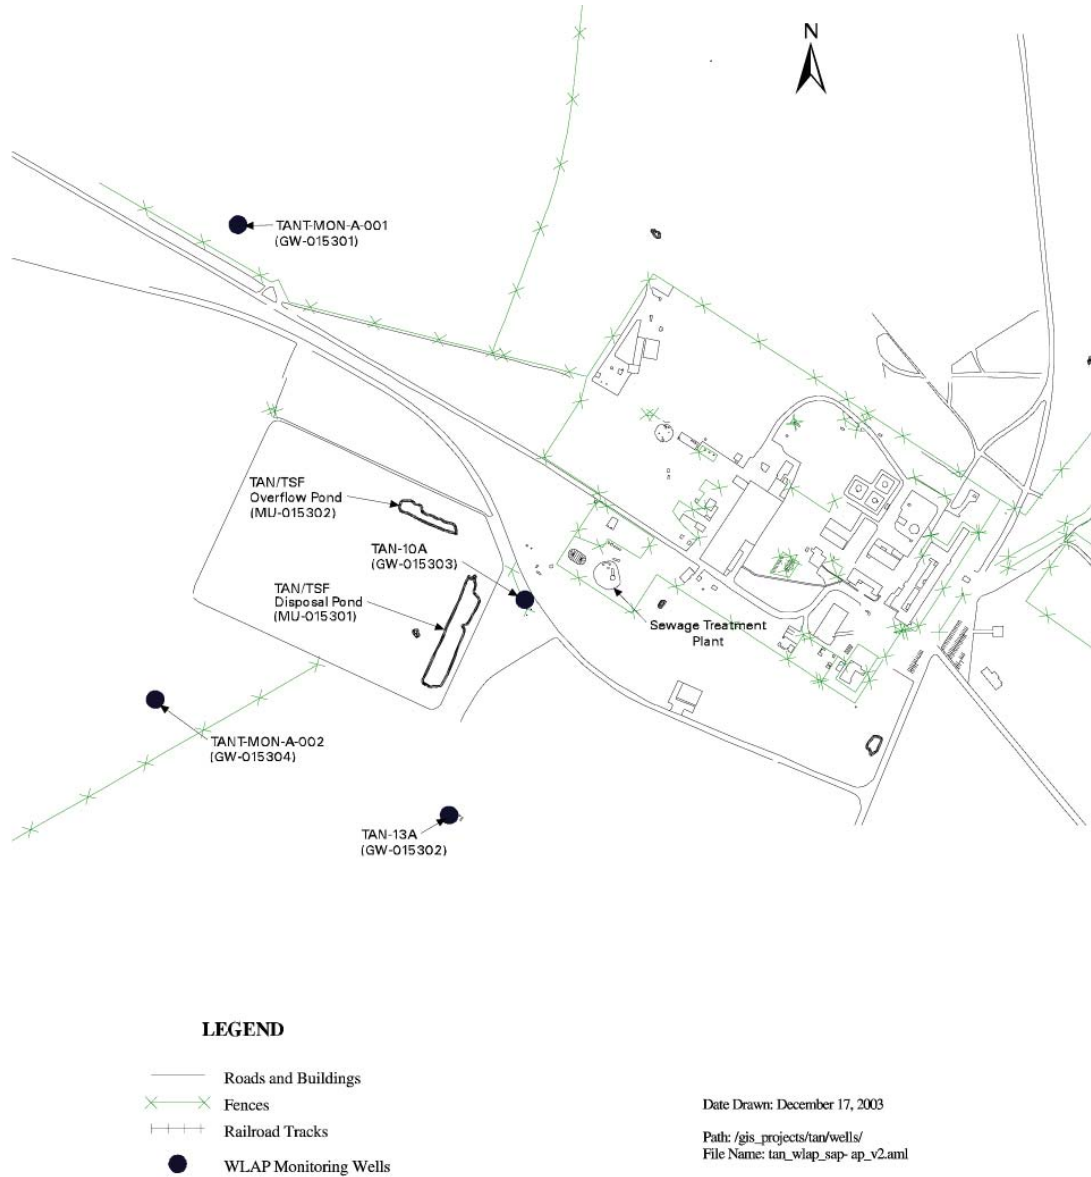 N
TANT-MON-A-001
(GW-015301)
TAN/TSF
Overflow Pond
(MU-015302)
TAN-10A
(GW-015303)
TAN/TSF
Disposal Pond
(MU-015301)
Sewage Treatment
Plant
TANT-MON-A-002
(GW-015304)
TAN-13A
(GW-015302)
LEGEND
Roads and Buildings
Fences
Railroad Tracks
WLAP Monitoring Wells
Date Drawn: December 17, 2003
Path: /gis_projects/tan/wells/
File Name: tan_wlap_sap- ap_v2.aml